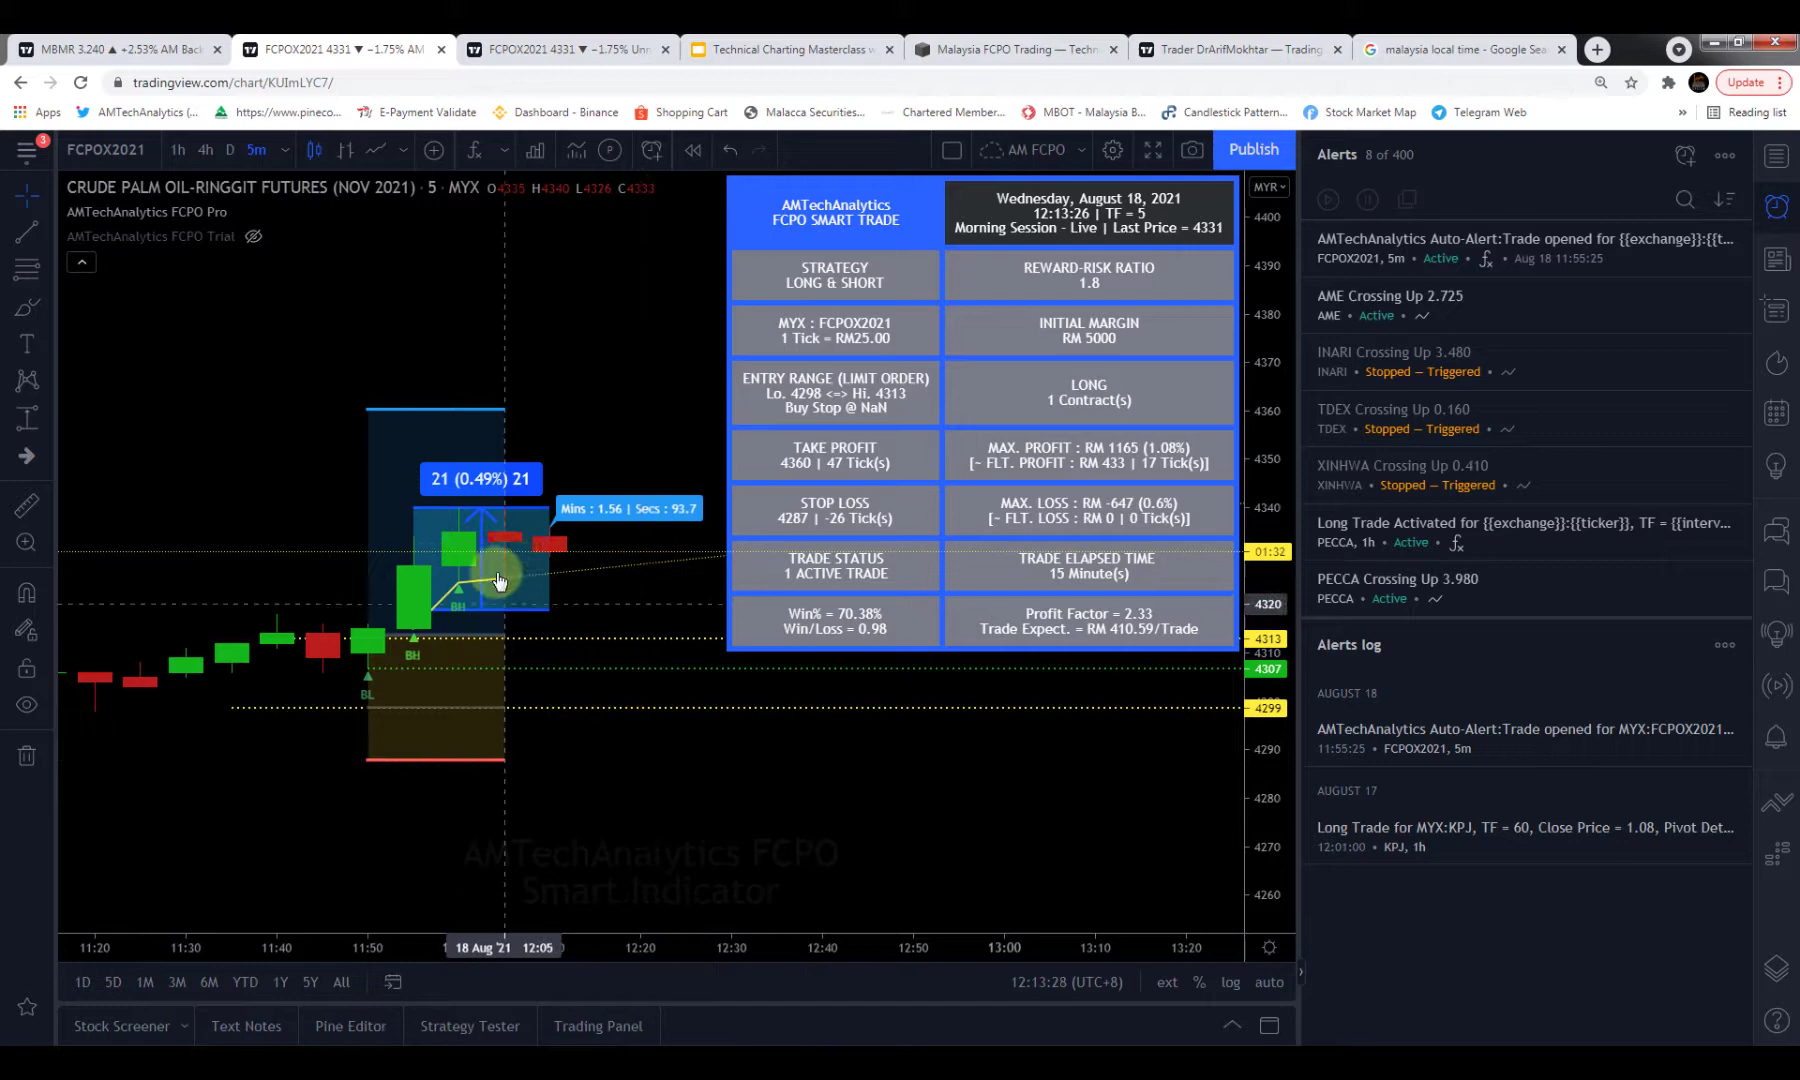 MBMR 3.240 ▲ +2.53% AM Back
FCPOX2021 4331 ▼ −1.75% AM
FCPOX2021 4331 ▼ −1.75% Unn
Technical Charting Masterclass w
Malaysia FCPO Trading — Techn
Trader DrArifMokhtar — Trading
malaysia local time - Google Sea
tradingview.com/chart/KUImLYC7/
Update
Apps
AMTechAnalytics (...
https://www.pineco...
E-Payment Validate
Dashboard - Binance
Shopping Cart
Malacca Securities...
Chartered Member...
MBOT - Malaysia B...
Candlestick Pattern...
Stock Market Map
Telegram Web
Reading list
3
FCPOX2021
1h
4h
D
5m
AM FCPO
Publish
CRUDE PALM OIL-RINGGIT FUTURES (NOV 2021) · 5 · MYX O4335 H4340 L4326 C4333
AMTechAnalytics FCPO Pro
AMTechAnalytics FCPO Trial
AMTechAnalytics
FCPO SMART TRADE
Wednesday, August 18, 2021
12:13:26 | TF = 5
Morning Session - Live | Last Price = 4331
STRATEGY
LONG & SHORT
REWARD-RISK RATIO
1.8
MYX : FCPOX2021
1 Tick = RM25.00
INITIAL MARGIN
RM 5000
ENTRY RANGE (LIMIT ORDER)
Lo. 4298 <=> Hi. 4313
Buy Stop @ NaN
LONG
1 Contract(s)
TAKE PROFIT
4360 | 47 Tick(s)
MAX. PROFIT : RM 1165 (1.08%)
[~ FLT. PROFIT : RM 433 | 17 Tick(s)]
STOP LOSS
4287 | -26 Tick(s)
MAX. LOSS : RM -647 (0.6%)
[~ FLT. LOSS : RM 0 | 0 Tick(s)]
TRADE STATUS
1 ACTIVE TRADE
TRADE ELAPSED TIME
15 Minute(s)
Win% = 70.38%
Win/Loss = 0.98
Profit Factor = 2.33
Trade Expect. = RM 410.59/Trade
21 (0.49%) 21
Mins : 1.56 | Secs : 93.7
BH
BH
BL
AMTechAnalytics FCPO
Smart Indicator
MYR
4400
4390
4380
4370
4360
4350
4340
01:32
4320
4313
4310
4307
4299
4290
4280
4270
4260
11:20
11:30
11:40
11:50
18 Aug '21 12:05
12:20
12:30
12:40
12:50
13:00
13:10
13:20
1D
5D
1M
3M
6M
YTD
1Y
5Y
All
12:13:28 (UTC+8)
ext
%
log
auto
Stock Screener
Text Notes
Pine Editor
Strategy Tester
Trading Panel
Alerts 8 of 400
AMTechAnalytics Auto-Alert:Trade opened for {{exchange}}:{{t...
FCPOX2021, 5m • Active • Aug 18 11:55:25
AME Crossing Up 2.725
AME • Active •
INARI Crossing Up 3.480
INARI • Stopped — Triggered •
TDEX Crossing Up 0.160
TDEX • Stopped — Triggered •
XINHWA Crossing Up 0.410
XINHWA • Stopped — Triggered •
Long Trade Activated for {{exchange}}:{{ticker}}, TF = {{interv...
PECCA, 1h • Active •
PECCA Crossing Up 3.980
PECCA • Active •
Alerts log
AUGUST 18
AMTechAnalytics Auto-Alert:Trade opened for MYX:FCPOX2021...
11:55:25 • FCPOX2021, 5m
AUGUST 17
Long Trade for MYX:KPJ, TF = 60, Close Price = 1.08, Pivot Det...
12:01:00 • KPJ, 1h